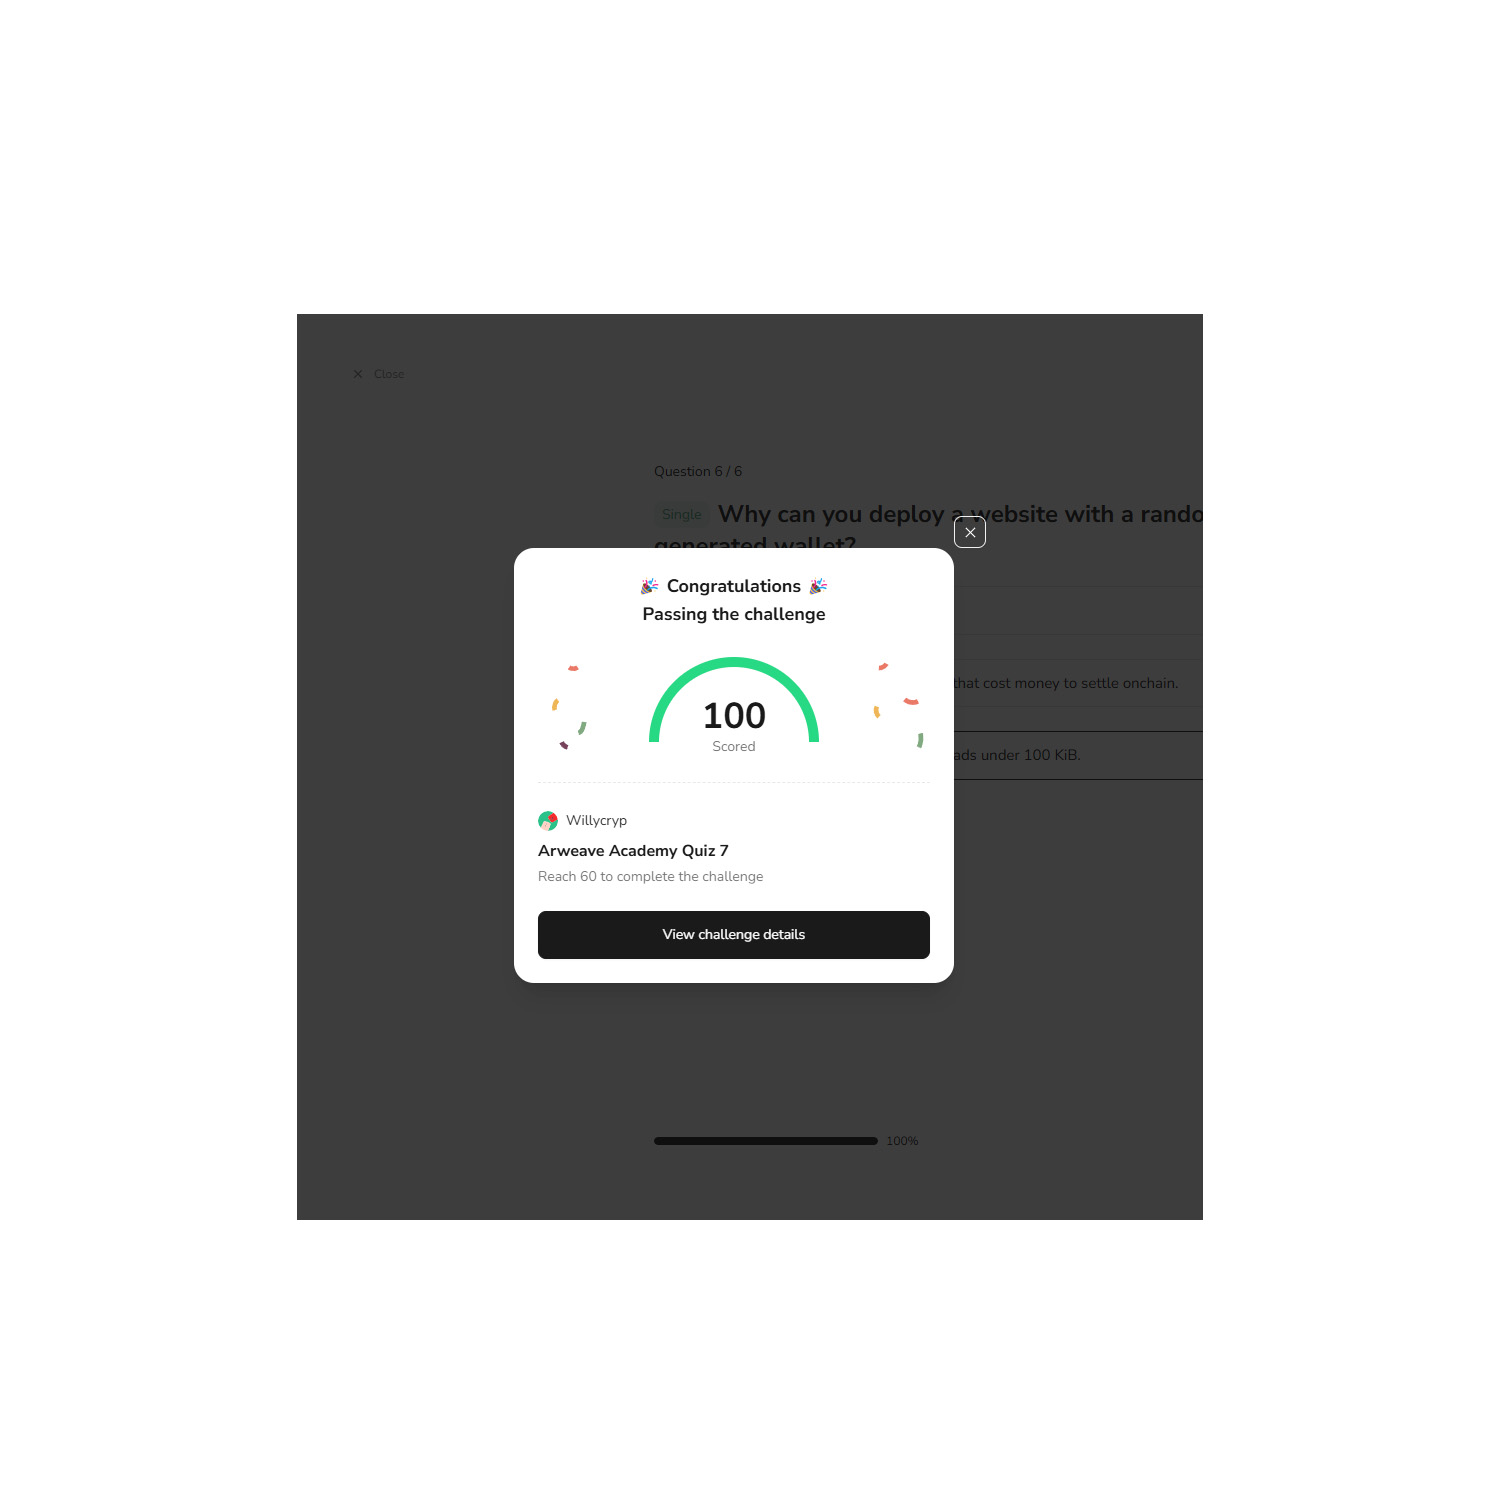 Close
Question 6 / 6
Single Why can you deploy a website with a rando
generated wallet?
🎉 Congratulations 🎉
Passing the challenge
that cost money to settle onchain.
100
Scored
ads under 100 KiB.
Willycryp
Arweave Academy Quiz 7
Reach 60 to complete the challenge
View challenge details
100%